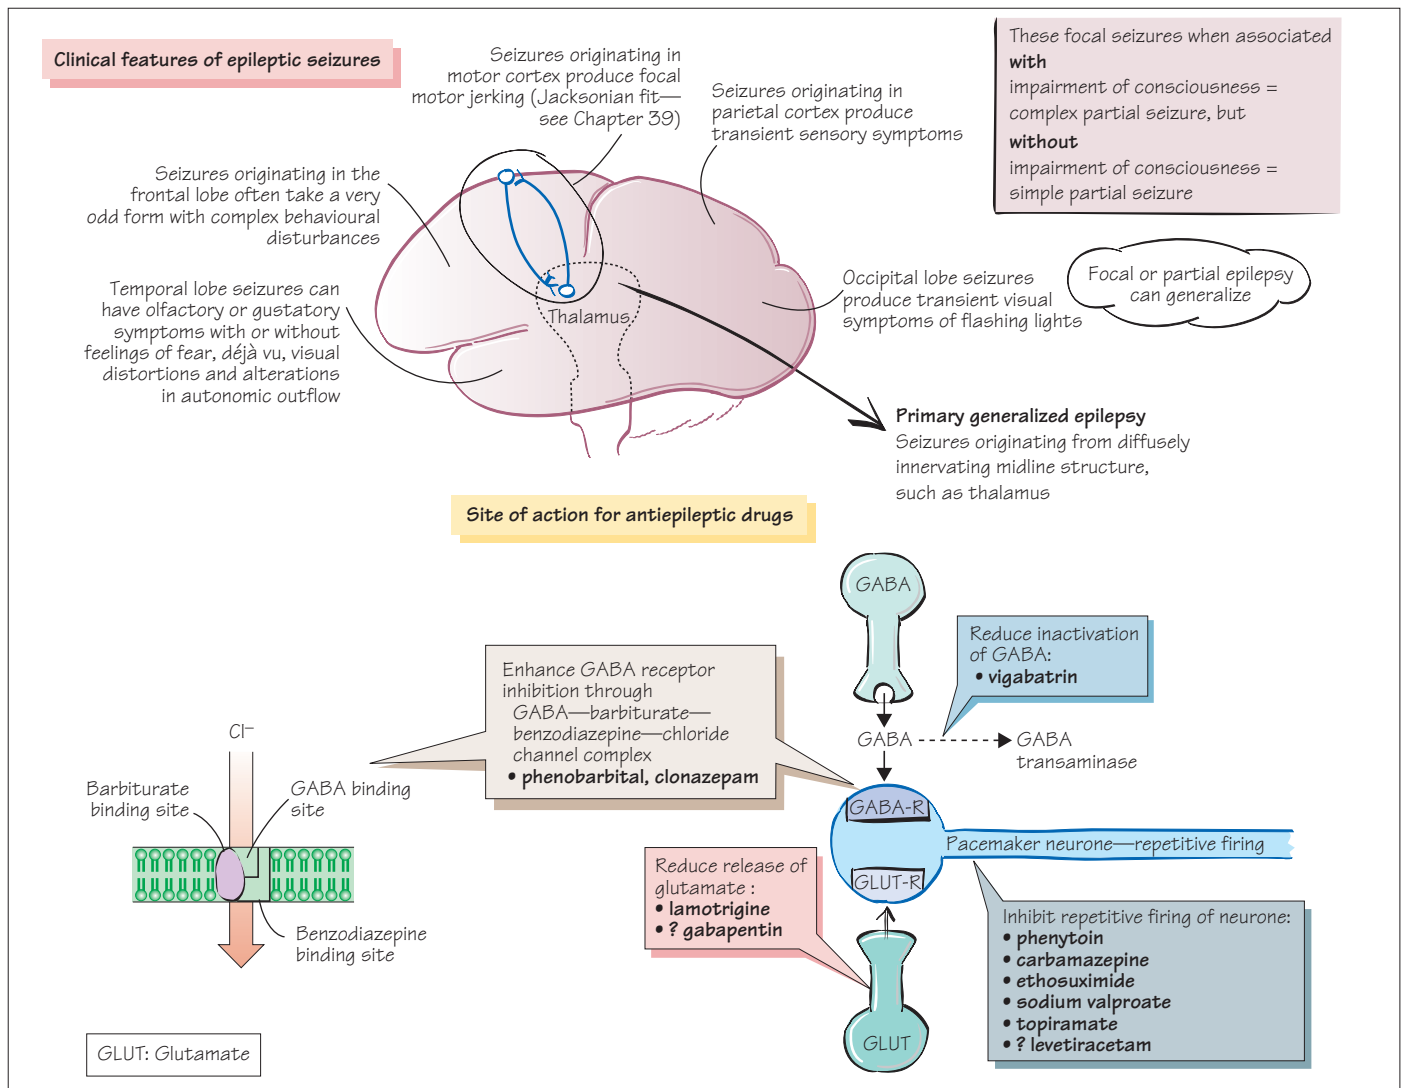 Clinical features of epileptic seizures
Seizures originating in
motor cortex produce focal
motor jerking (Jacksonian fit—
see Chapter 39)
Seizures originating in
parietal cortex produce
transient sensory symptoms
These focal seizures when associated
with
impairment of consciousness =
complex partial seizure, but
without
impairment of consciousness =
simple partial seizure
Seizures originating in the
frontal lobe often take a very
odd form with complex behavioural
disturbances
Temporal lobe seizures can
have olfactory or gustatory
symptoms with or without
feelings of fear, déjà vu, visual
distortions and alterations
in autonomic outflow
Thalamus
Occipital lobe seizures
produce transient visual
symptoms of flashing lights
Focal or partial epilepsy
can generalize
Primary generalized epilepsy
Seizures originating from diffusely
innervating midline structure,
such as thalamus
Site of action for antiepileptic drugs
GABA
Reduce inactivation
of GABA:
• vigabatrin
Enhance GABA receptor
inhibition through
GABA—barbiturate—
benzodiazepine—chloride
channel complex
• phenobarbital, clonazepam
GABA
GABA
transaminase
Cl–
Barbiturate
binding site
GABA binding
site
Benzodiazepine
binding site
GABA-R
Pacemaker neurone—repetitive firing
GLUT-R
Reduce release of
glutamate :
• lamotrigine
• ? gabapentin
Inhibit repetitive firing of neurone:
• phenytoin
• carbamazepine
• ethosuximide
• sodium valproate
• topiramate
• ? levetiracetam
GLUT
GLUT: Glutamate